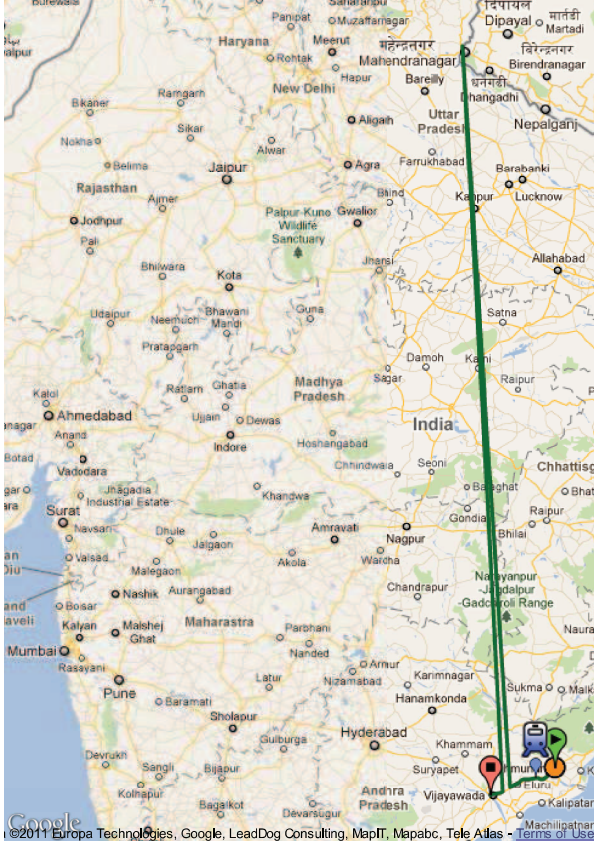 Burewala
Panipat
Saharanpur
Muzaffarnagar
दिपायल
Dipayal
मार्तडी
Martadi
Haryana
Meerut
Rohtak
Hapur
New Delhi
महेन्द्रनगर
Mahendranagar
Bareilly
धनगढी
Dhangadhi
बिरेन्द्रनगर
Birendranagar
Nepalganj
Bikaner
Ramgarh
Sikar
Nokha
Belima
Alwar
Aligarh
Uttar
Pradesh
Jaipur
Agra
Farrukhabad
Barabanki
Lucknow
Rajasthan
Ajmer
Jodhpur
Pali
Palpur-Kuno
Wildlife
Sanctuary
Gwalior
Bhind
Kanpur
Bhilwara
Kota
Jhansi
Allahabad
Udaipur
Neemuch
Bhawani
Mandi
Guna
Satna
Pratapgarh
Ratlam
Ghatia
Madhya
Pradesh
Sagar
Damoh
Katni
Raipur
Kalol
Ahmedabad
Anand
Botad
Vadodara
Ujjain
Dewas
Indore
Hoshangabad
India
Chhindwara
Seoni
Balaghat
Chhattisg
Bhat
Jhagadia
Industrial Estate
Khandwa
Surat
Navsari
Dhule
Jalgaon
Amravati
Nagpur
Gondia
Raipur
Bhilai
Valsad
Diu
Malegaon
Akola
Wardha
Nashik
Aurangabad
Chandrapur
Narayanpur
-Jagdalpur
-Gadchiroli Range
Boisar
Kalyan
Malshej
Ghat
Maharashtra
Parbhani
Nanded
Naura
Mumbai
Rasayani
Pune
Latur
Nizamabad
Armur
Karimnagar
Sukma
Malk
Baramati
Sholapur
Hanamkonda
Gulburga
Hyderabad
Khammam
Devrukh
Sangli
Kolhapur
Bijapur
Suryapet
Vijayawada
Eluru
Bagalkot
Devarsugur
Andhra
Pradesh
Kalipatar
Machilipatnam
Google
©2011 Europa Technologies, Google, LeadDog Consulting, MapIT, Mapabc, Tele Atlas - Terms of Use